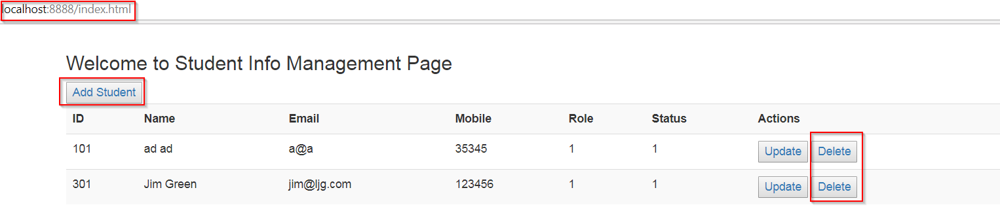 localhost:8888/index.html
Welcome to Student Info Management Page
Add Student
ID Name Email Mobile Role Status Actions
101 ad ad a@a 35345 1 1 Update Delete
301 Jim Green jim@ljg.com 123456 1 1 Update Delete